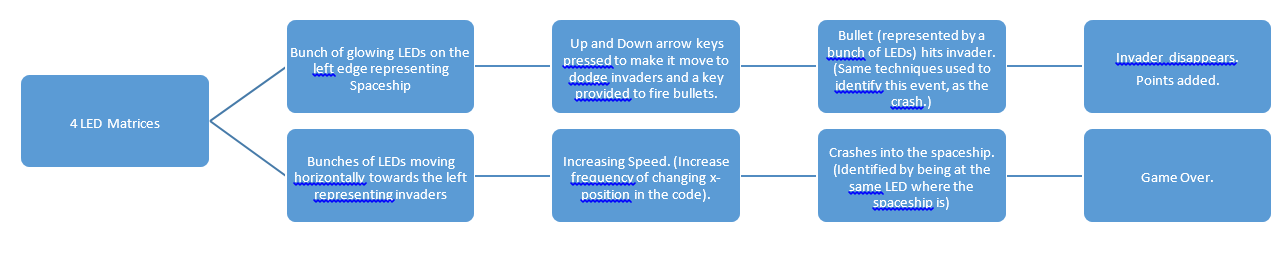 4 LED Matrices
Bunch of glowing LEDs on the
left edge representing
Spaceship
Up and Down arrow keys
pressed to make it move to
dodge invaders and a key
provided to fire bullets.
Bullet (represented by a
bunch of LEDs) hits invader.
(Same techniques used to
identify this event, as the
crash.)
Invader disappears.
Points added.
Bunches of LEDs moving
horizontally towards the left
representing invaders
Increasing Speed. (Increase
frequency of changing x-
position in the code).
Crashes into the spaceship.
(Identified by being at the
same LED where the
spaceship is)
Game Over.